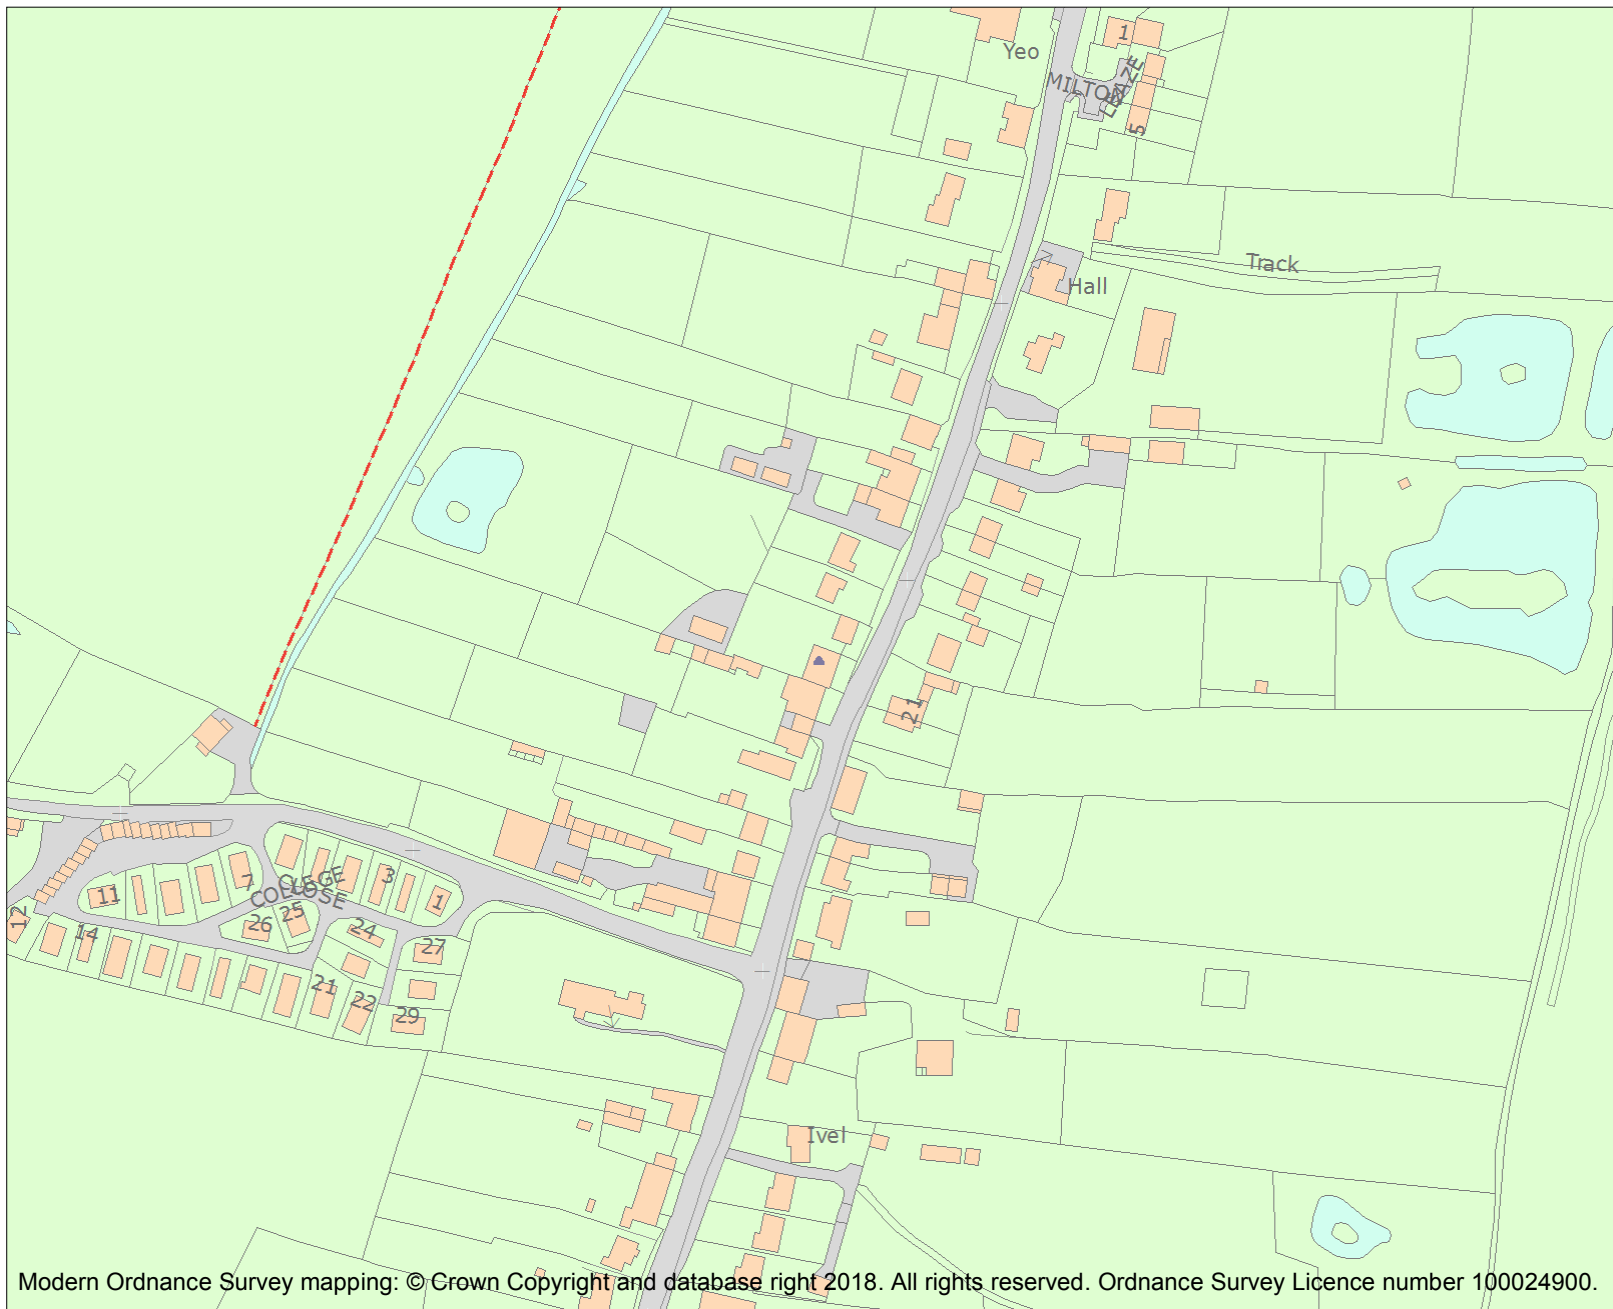 1
Yeo
MILTON
LEAZE
5
Track
Hall
21
7
3
COLLEGE
CLOSE
11
1
12
26
25
24
14
27
21
22
29
Ivel
Modern Ordnance Survey mapping: © Crown Copyright and database right 2018. All rights reserved. Ordnance Survey Licence number 100024900.